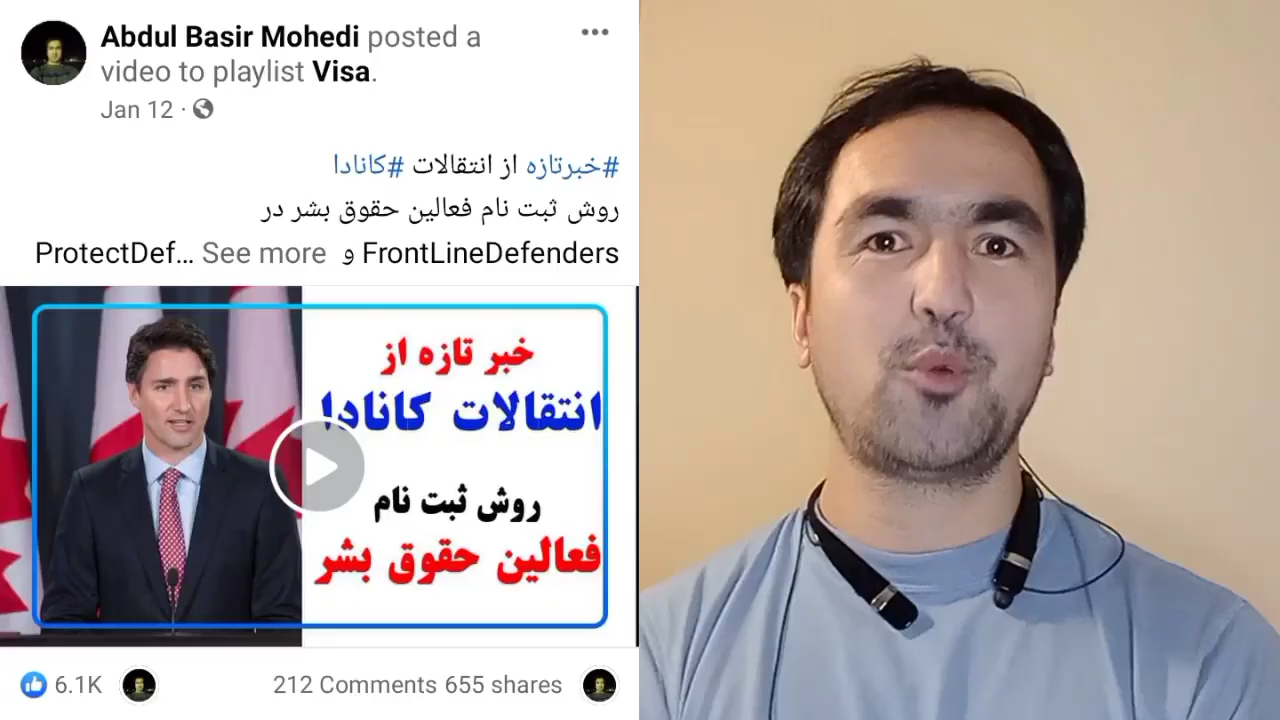 Abdul Basir Mohedi posted a
video to playlist Visa.
Jan 12 ·
#خبرتازه از انتقالات #کانادا
روش ثبت نام فعالین حقوق بشر در
FrontLineDefenders و ProtectDef... See more
خبر تازه از
انتقالات کانادا
روش ثبت نام
فعالین حقوق بشر
6.1K
212 Comments 655 shares